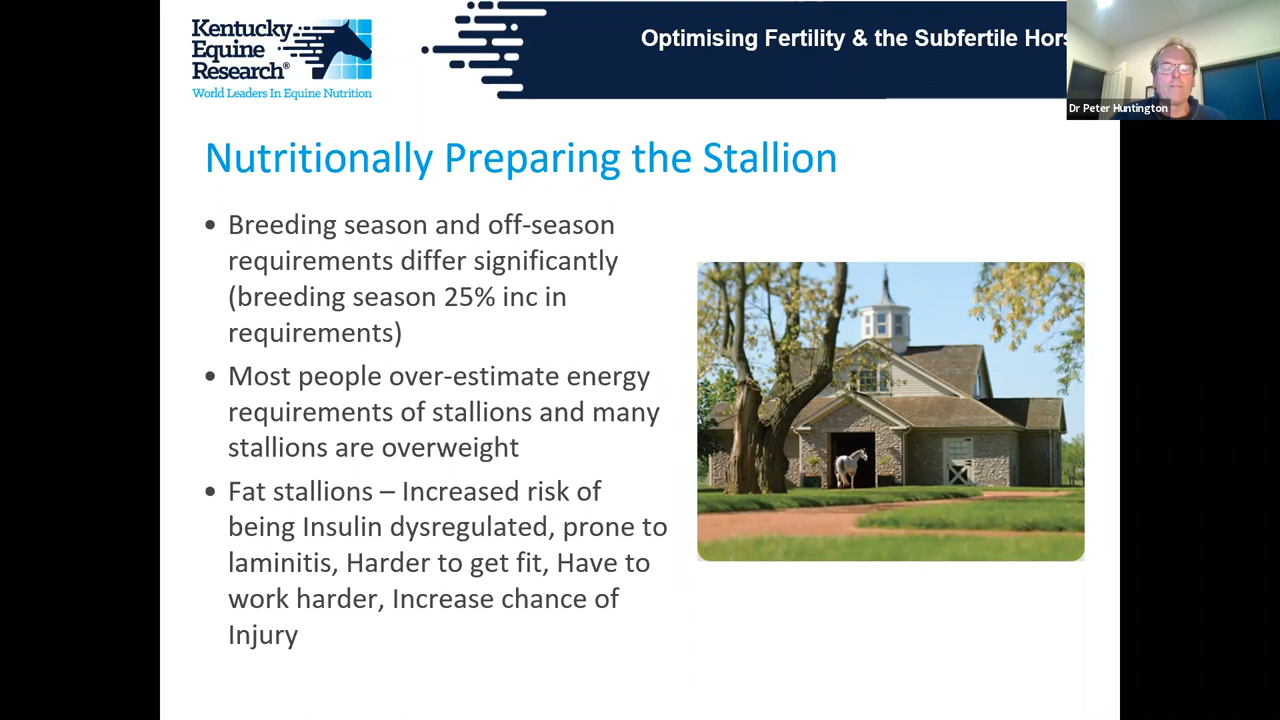 Kentucky
Equine
Research®
World Leaders In Equine Nutrition
Optimising Fertility & the Subfertile Hors
Dr Peter Huntington
Nutritionally Preparing the Stallion
• Breeding season and off-season
requirements differ significantly
(breeding season 25% inc in
requirements)
• Most people over-estimate energy
requirements of stallions and many
stallions are overweight
• Fat stallions – Increased risk of
being Insulin dysregulated, prone to
laminitis, Harder to get fit, Have to
work harder, Increase chance of
Injury